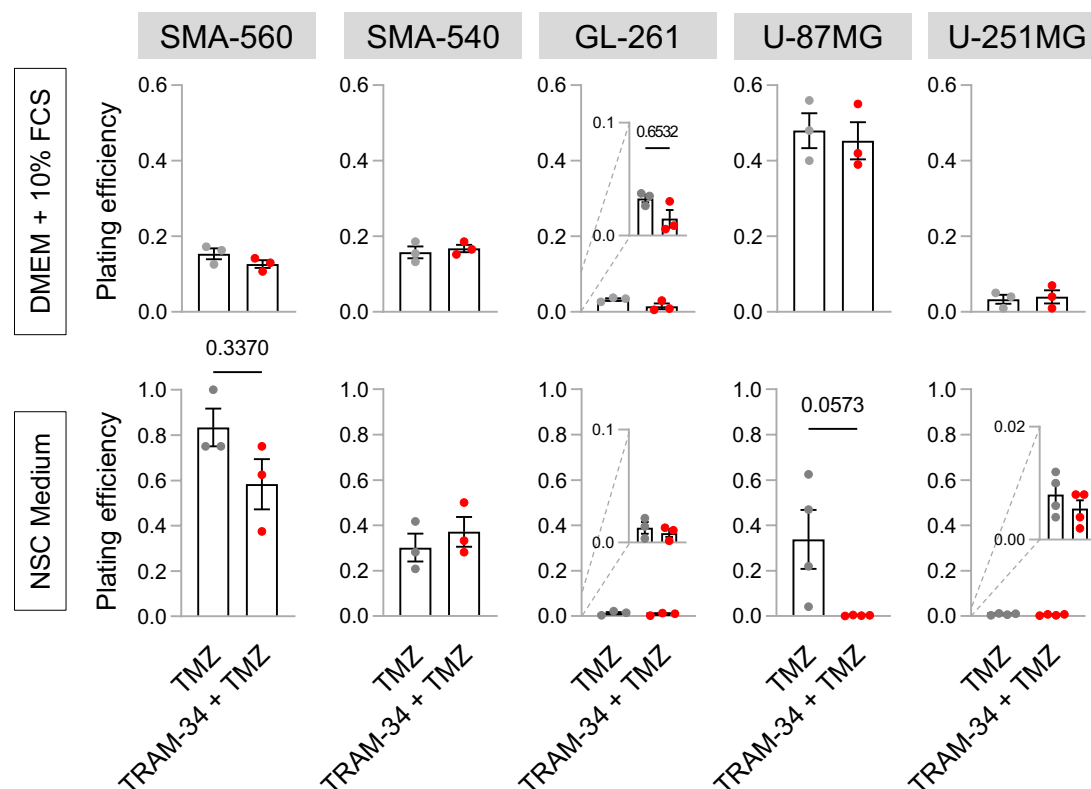 SMA-560 SMA-540 GL-261 U-87MG U-251MG
DMEM + 10% FCS
Plating efficiency
0.6 0.6 0.6 0.6 0.6
0.1
0.6532
0.4 0.4 0.4 0.4 0.4
0.2 0.2 0.2 0.2 0.2
0.0
0.0 0.0 0.0 0.0 0.0
NSC Medium
Plating efficiency
0.3370
1.0 1.0 1.0 1.0 1.0
0.0573
0.1
0.02
0.8 0.8 0.8 0.8 0.8
0.6 0.6 0.6 0.6 0.6
0.4 0.4 0.4 0.4 0.4
0.0
0.00
0.2 0.2 0.2 0.2 0.2
0.0 0.0 0.0 0.0 0.0
TMZ
TRAM-34 + TMZ
TMZ
TRAM-34 + TMZ
TMZ
TRAM-34 + TMZ
TMZ
TRAM-34 + TMZ
TMZ
TRAM-34 + TMZ